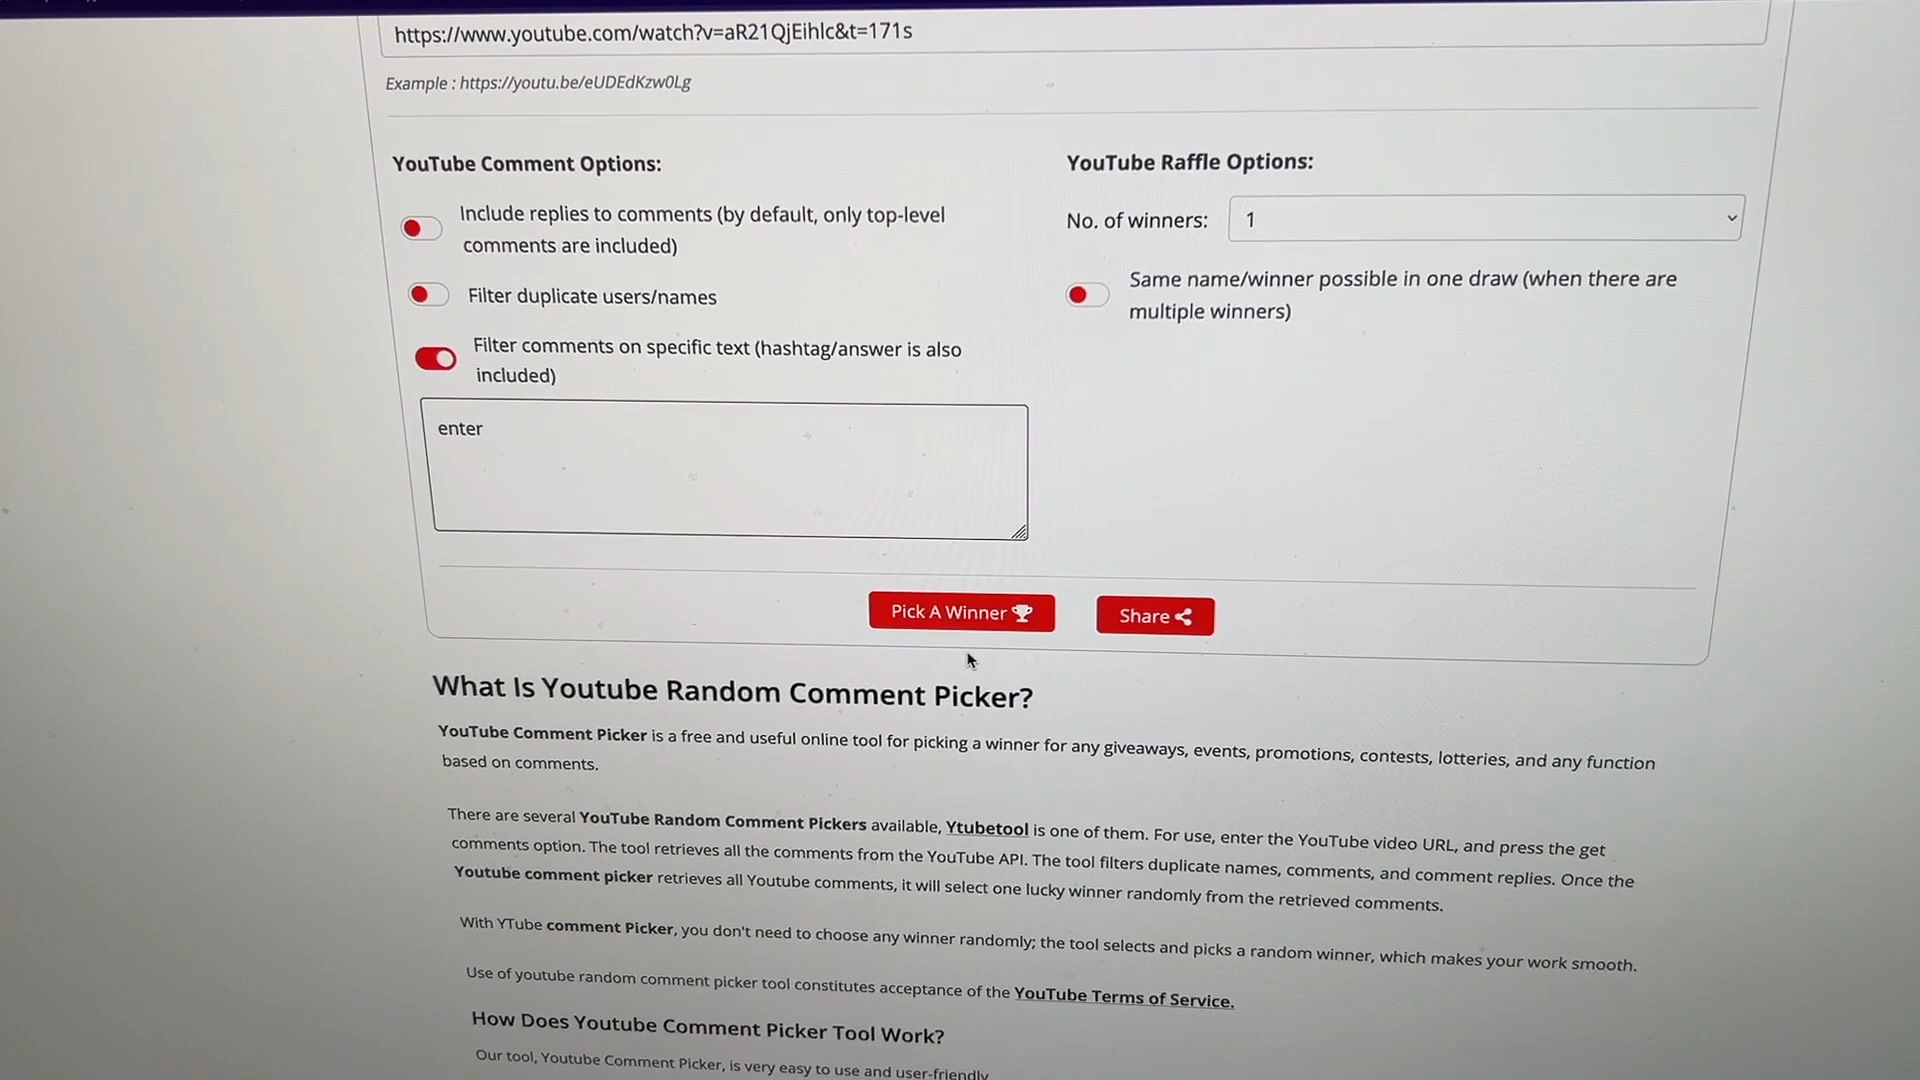 https://www.youtube.com/watch?v=aR21QjEihlc&t=171s
Example : https://youtu.be/eUDEdKzw0Lg
YouTube Comment Options:
Include replies to comments (by default, only top-level
comments are included)
Filter duplicate users/names
Filter comments on specific text (hashtag/answer is also
included)
enter
YouTube Raffle Options:
No. of winners:
1
Same name/winner possible in one draw (when there are
multiple winners)
Pick A Winner
Share
What Is Youtube Random Comment Picker?
YouTube Comment Picker is a free and useful online tool for picking a winner for any giveaways, events, promotions, contests, lotteries, and any function
based on comments.
There are several YouTube Random Comment Pickers available, Ytubetool is one of them. For use, enter the YouTube video URL, and press the get
comments option. The tool retrieves all the comments from the YouTube API. The tool filters duplicate names, comments, and comment replies. Once the
Youtube comment picker retrieves all Youtube comments, it will select one lucky winner randomly from the retrieved comments.
With YTube comment Picker, you don't need to choose any winner randomly; the tool selects and picks a random winner, which makes your work smooth.
Use of youtube random comment picker tool constitutes acceptance of the YouTube Terms of Service.
How Does Youtube Comment Picker Tool Work?
Our tool, Youtube Comment Picker, is very easy to use and user-friendly